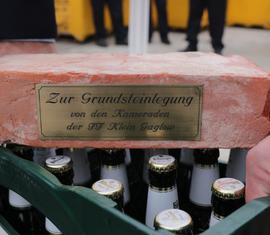 Zur Grundsteinlegung
von den Kameraden
der FF Klein Gaglow